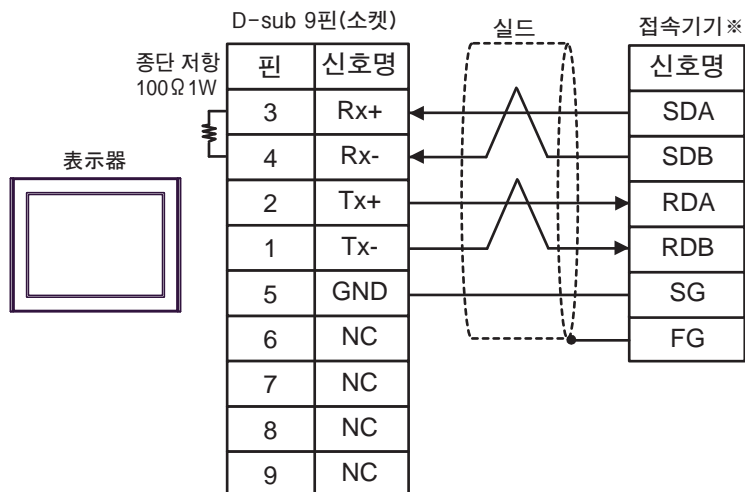 D-sub 9핀(소켓)
실드
접속기기※
종단 저항
100Ω1W
핀 신호명 신호명
3 Rx+ SDA
4 Rx- SDB
表示器
2 Tx+ RDA
1 Tx- RDB
5 GND SG
6 NC FG
7 NC
8 NC
9 NC